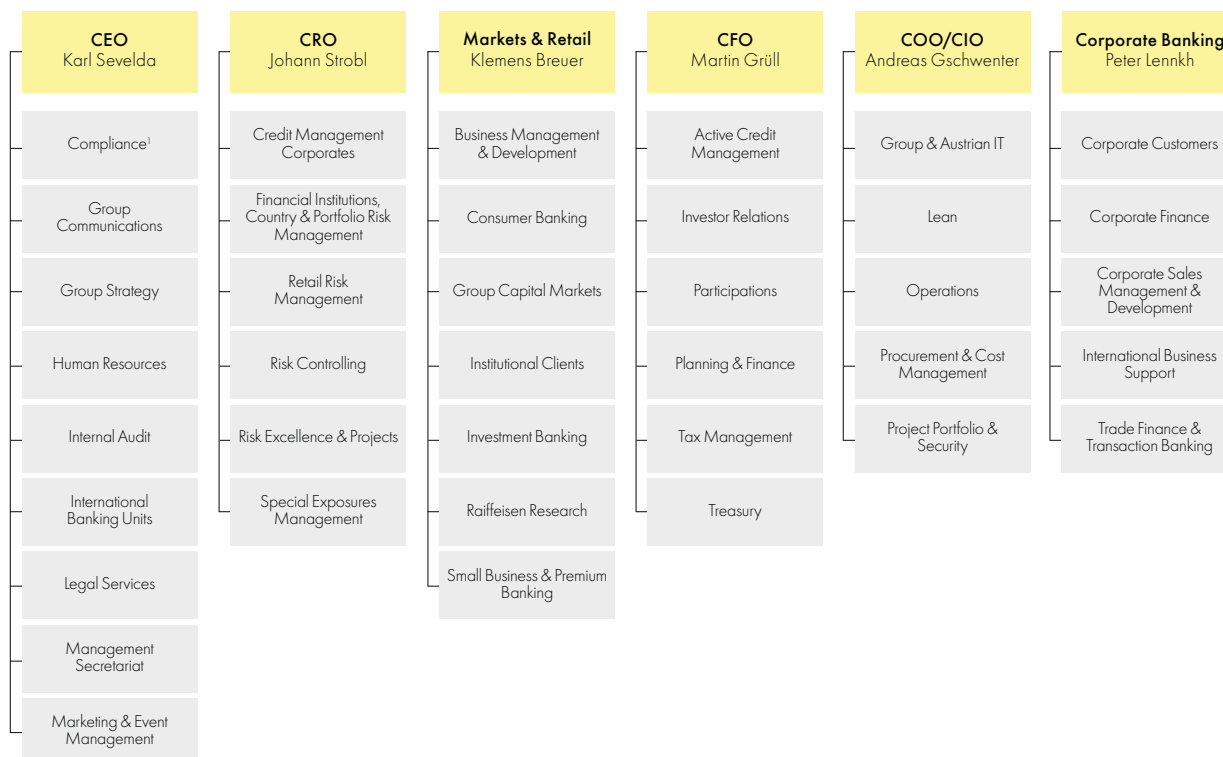 CEO
Karl Sevelda
Compliance¹
Group
Communications
Group Strategy
Human Resources
Internal Audit
International
Banking Units
Legal Services
Management
Secretariat
Marketing & Event
Management
CRO
Johann Strobl
Credit Management
Corporates
Financial Institutions,
Country & Portfolio Risk
Management
Retail Risk
Management
Risk Controlling
Risk Excellence & Projects
Special Exposures
Management
Markets & Retail
Klemens Breuer
Business Management
& Development
Consumer Banking
Group Capital Markets
Institutional Clients
Investment Banking
Raiffeisen Research
Small Business & Premium
Banking
CFO
Martin Grüll
Active Credit
Management
Investor Relations
Participations
Planning & Finance
Tax Management
Treasury
COO/CIO
Andreas Gschwenter
Group & Austrian IT
Lean
Operations
Procurement & Cost
Management
Project Portfolio &
Security
Corporate Banking
Peter Lennkh
Corporate Customers
Corporate Finance
Corporate Sales
Management &
Development
International Business
Support
Trade Finance &
Transaction Banking